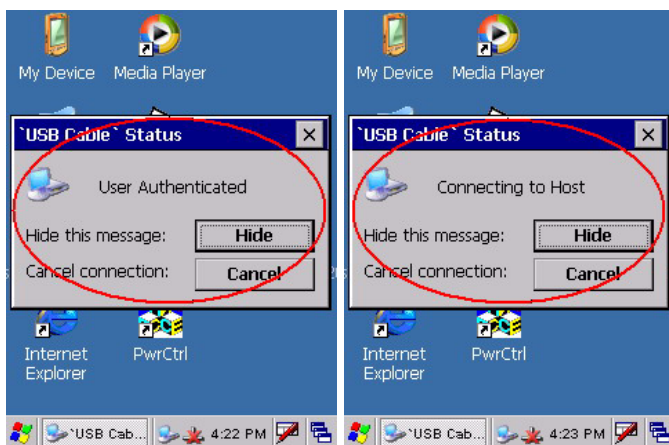 My Device Media Player
`USB Cable` Status
User Authenticated
Hide this message: Hide
Cancel connection: Cancel
Internet Explorer
PwrCtrl
`USB Cab... 4:22 PM
My Device Media Player
`USB Cable` Status
Connecting to Host
Hide this message: Hide
Cancel connection: Cancel
Internet Explorer
PwrCtrl
`USB Cab... 4:23 PM